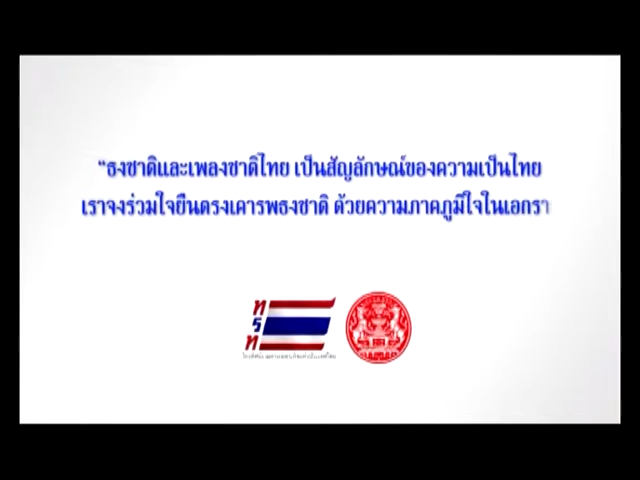 “ธงชาติและเพลงชาติไทย เป็นสัญลักษณ์ของความเป็นไทย
เราจงร่วมใจยืนตรงเคารพธงชาติ ด้วยความภาคภูมิใจในเอกรา
ท
ร
ท